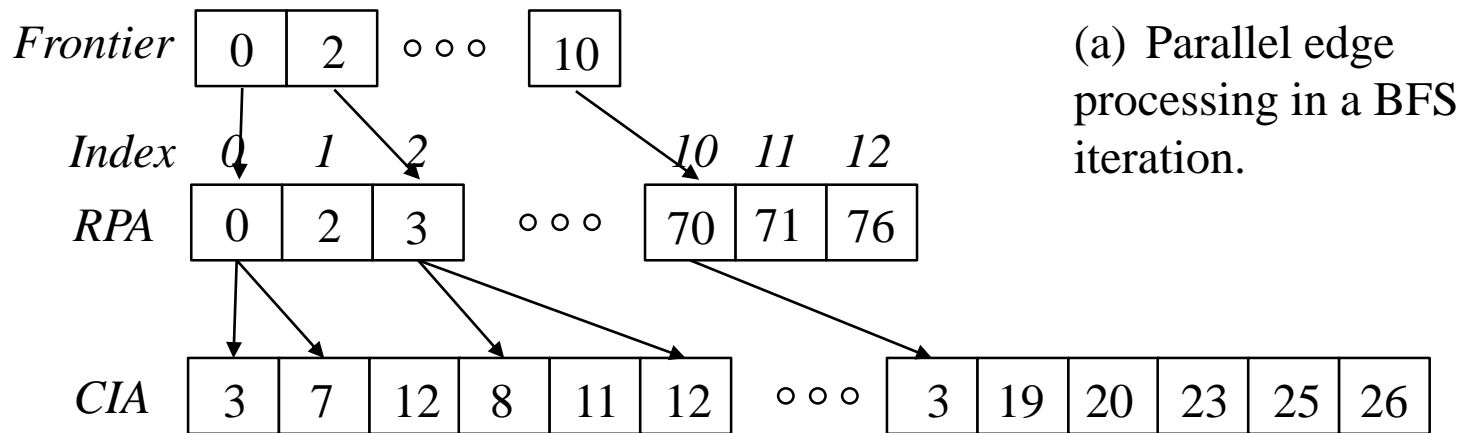 Frontier 0 2 10
(a) Parallel edge
processing in a BFS
iteration.
Index 0 1 2 10 11 12
RPA 0 2 3 70 71 76
CIA 3 7 12 8 11 12 3 19 20 23 25 26